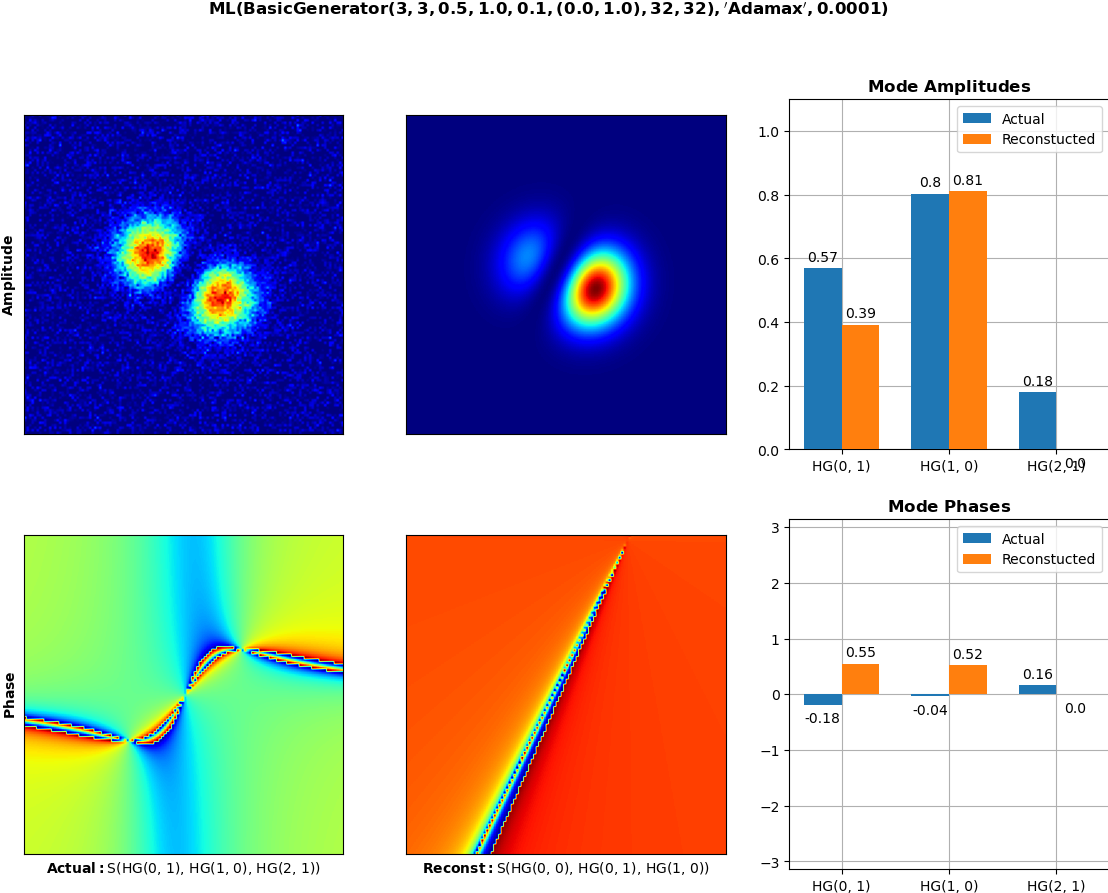 ML(BasicGenerator(3, 3, 0.5, 1.0, 0.1, (0.0, 1.0), 32, 32), ′Adamax′, 0.0001)
Amplitude
Mode Amplitudes
Actual
Reconstucted
1.0
0.8
0.6
0.4
0.2
0.0
0.57
0.39
0.8
0.81
0.18
0.0
HG(0, 1)
HG(1, 0)
HG(2, 1)
Phase
Actual: S(HG(0, 1), HG(1, 0), HG(2, 1))
Reconst: S(HG(0, 0), HG(0, 1), HG(1, 0))
Mode Phases
Actual
Reconstucted
3
2
1
0
−1
−2
−3
-0.18
0.55
-0.04
0.52
0.16
0.0
HG(0, 1)
HG(1, 0)
HG(2, 1)